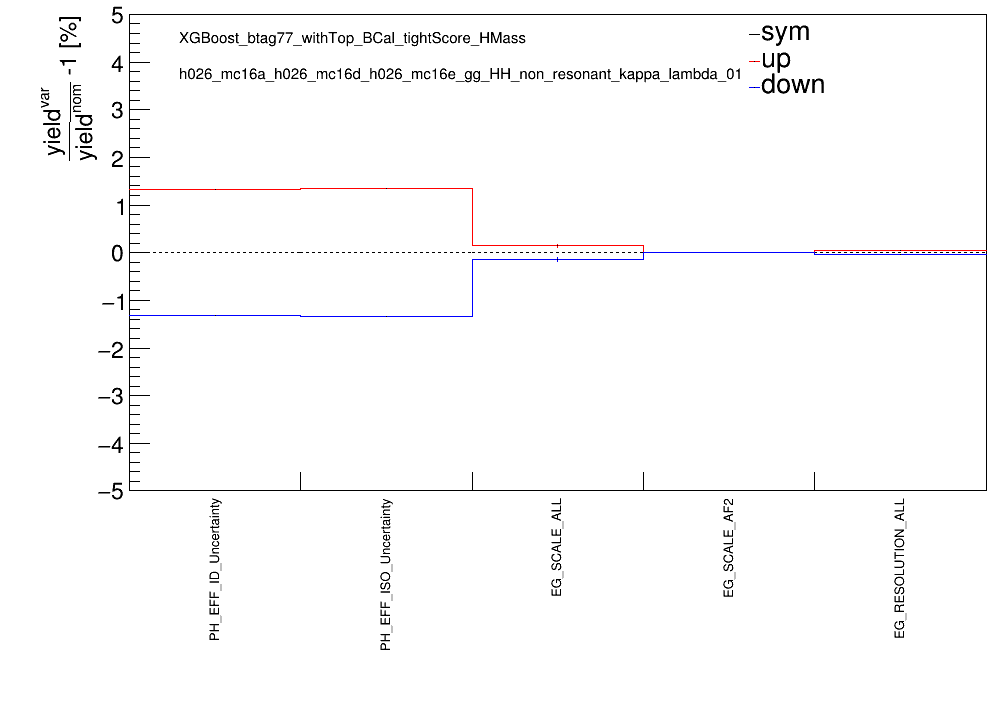 yield^var / yield^nom -1 [%]
XGBoost_btag77_withTop_BCal_tightScore_HMass
h026_mc16a_h026_mc16d_h026_mc16e_gg_HH_non_resonant_kappa_lambda_01
sym
up
down
5
4
3
2
1
0
−1
−2
−3
−4
−5
PH_EFF_ID_Uncertainty
PH_EFF_ISO_Uncertainty
EG_SCALE_ALL
EG_SCALE_AF2
EG_RESOLUTION_ALL